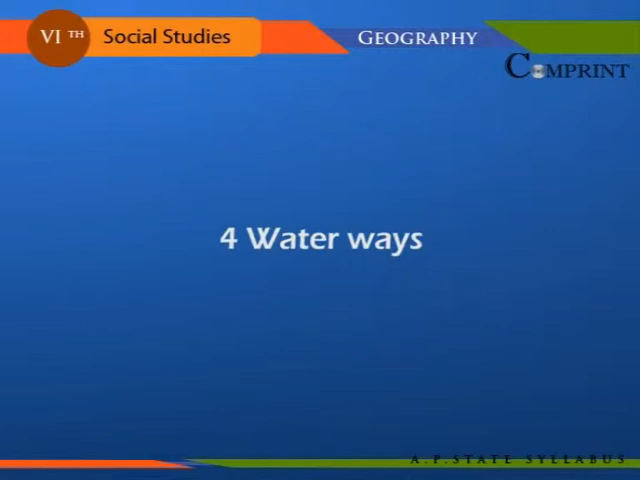 VI TH Social Studies
GEOGRAPHY
COMPRINT
4 Water ways
A.P.STATE SYLLABUS